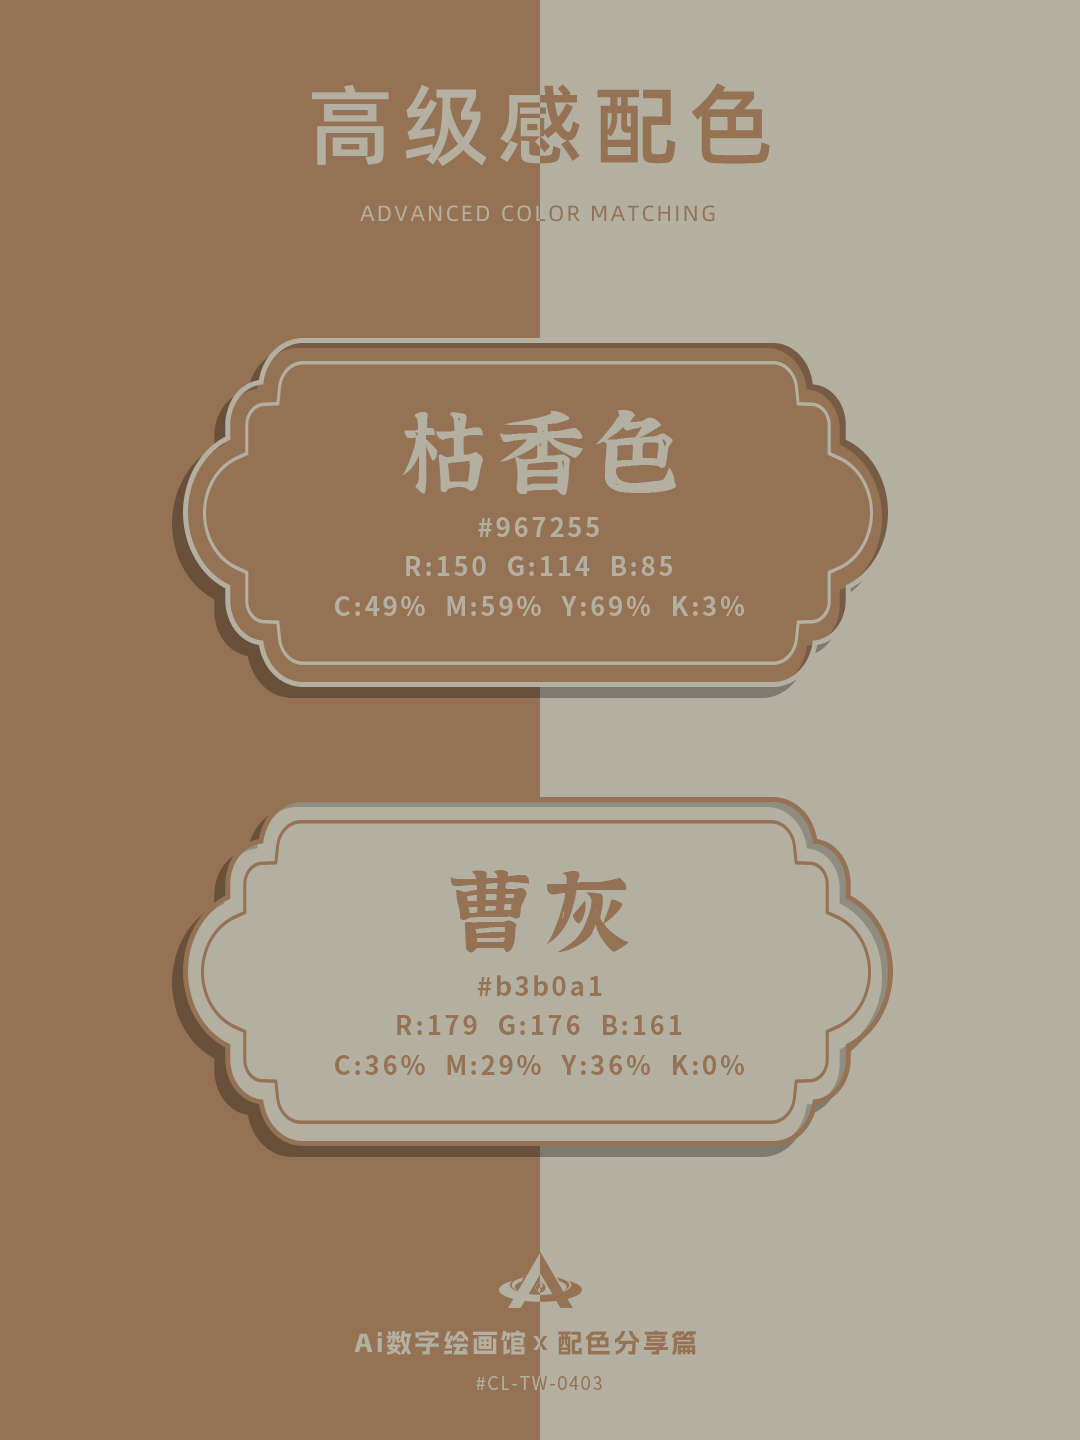 高级感配色
ADVANCED COLOR MATCHING
枯香色
#967255
R:150 G:114 B:85
C:49% M:59% Y:69% K:3%
曹灰
#b3b0a1
R:179 G:176 B:161
C:36% M:29% Y:36% K:0%
Ai数字绘画馆 x 配色分享篇
#CL-TW-0403